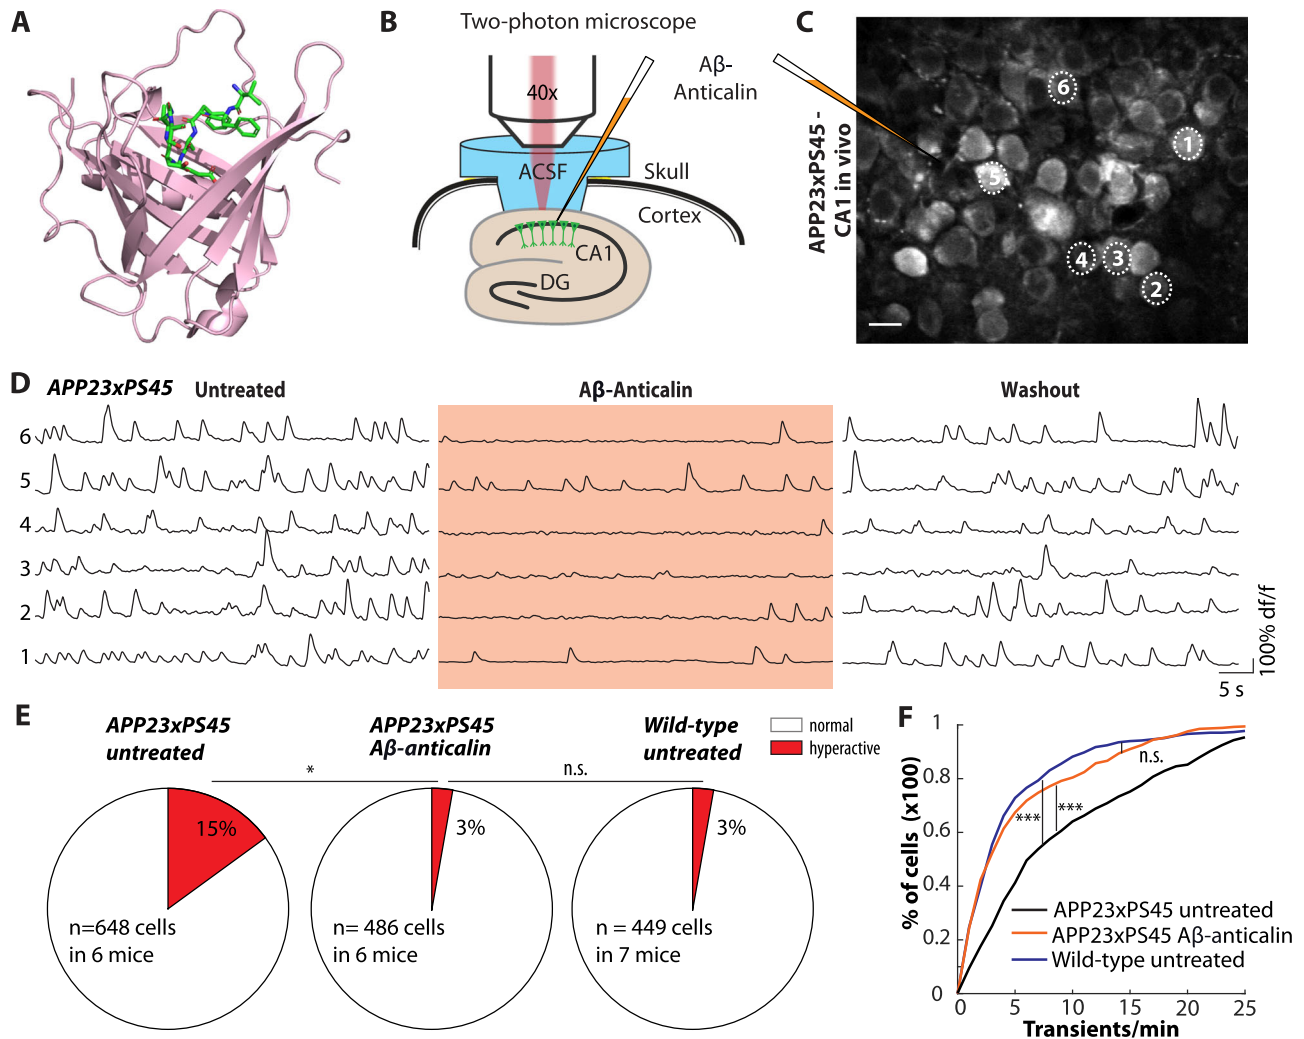 A
B
Two-photon microscope
40x
Aβ-
Anticalin
ACSF
Skull
Cortex
CA1
DG
C
APP23xPS45 -
CA1 in vivo
6
1
5
4
3
2
D
APP23xPS45
Untreated
Aβ-Anticalin
Washout
6
5
4
3
2
1
100% df/f
5 s
E
APP23xPS45
untreated
APP23xPS45
Aβ-anticalin
Wild-type
untreated
normal
hyperactive
*
n.s.
15%
3%
3%
n=648 cells
in 6 mice
n= 486 cells
in 6 mice
n = 449 cells
in 7 mice
F
% of cells (x100)
1
0.8
0.6
0.4
0.2
0
n.s.
***
***
APP23xPS45 untreated
APP23xPS45 Aβ-anticalin
Wild-type untreated
0
5
10
15
20
25
Transients/min